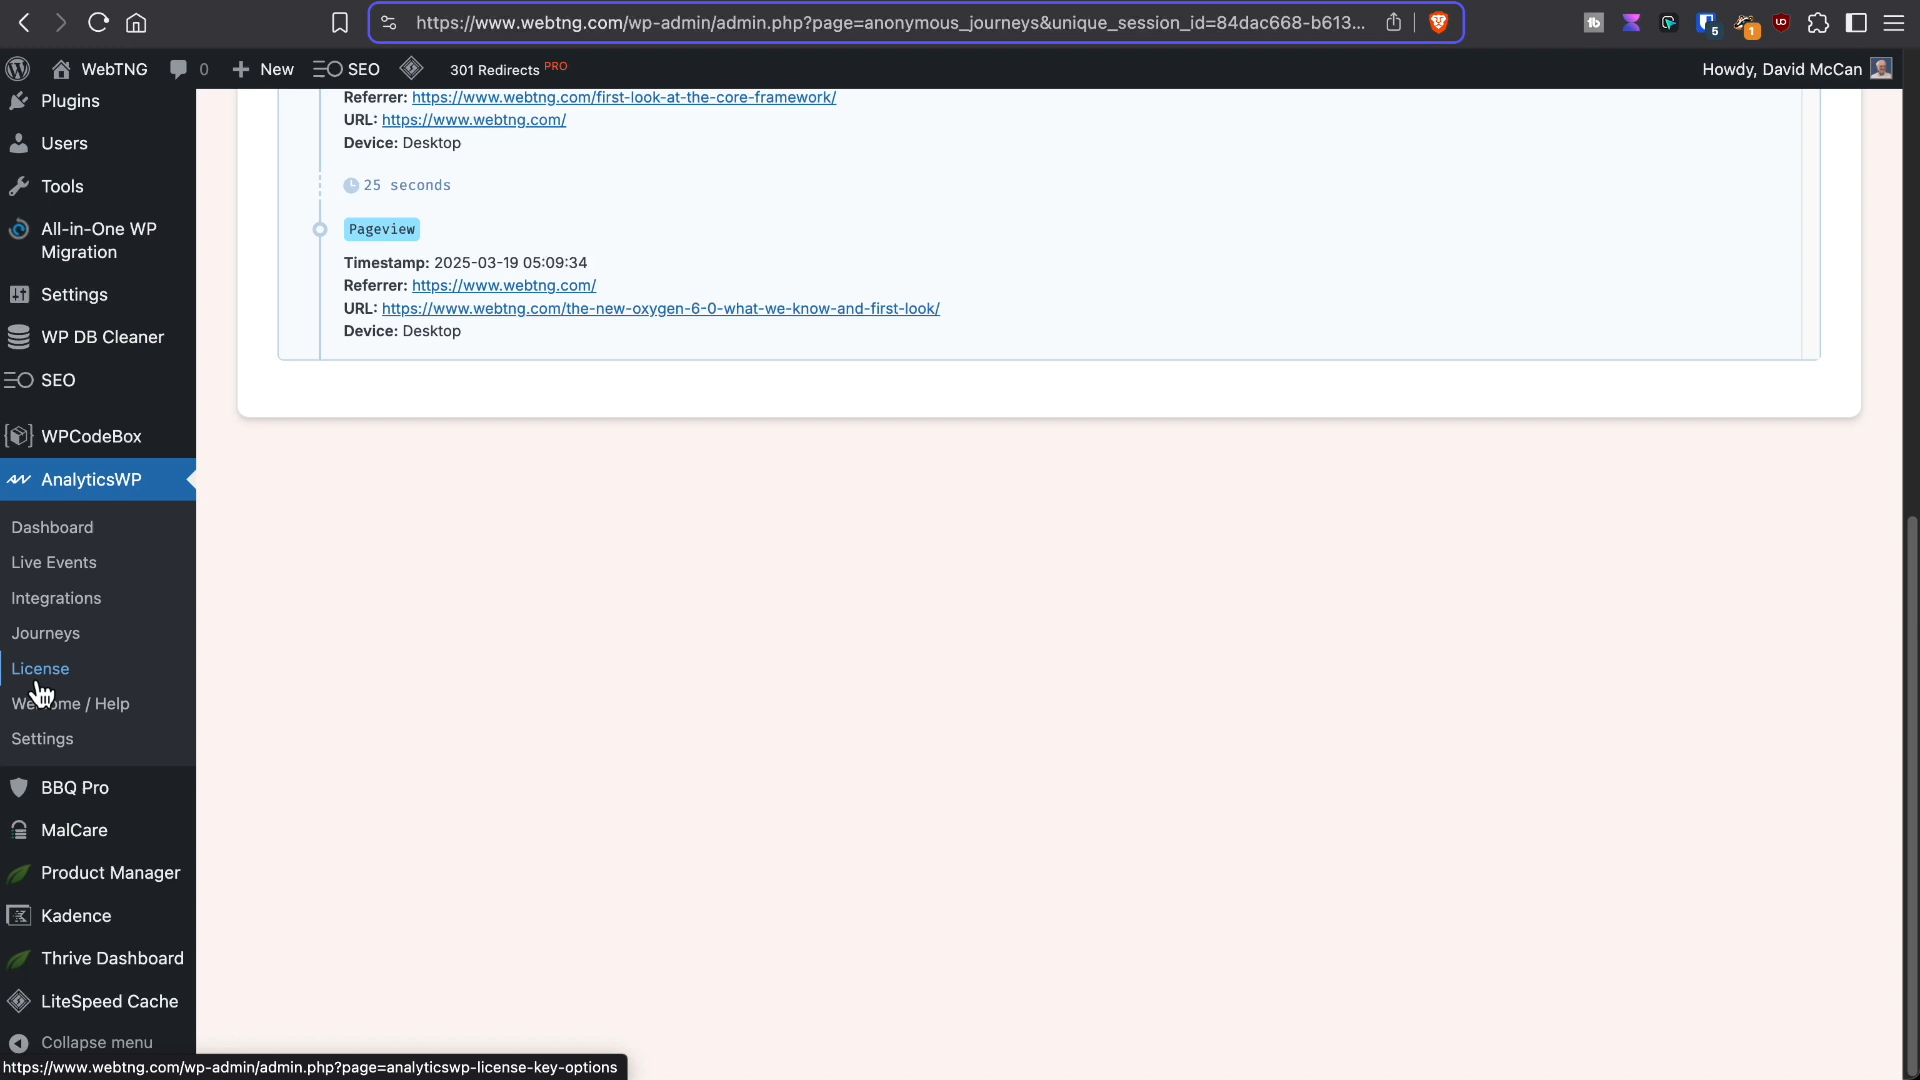 https://www.webtng.com/wp-admin/admin.php?page=anonymous_journeys&unique_session_id=84dac668-b613...
tb
5
1
WebTNG
0
New
SEO
301 Redirects PRO
Howdy, David McCan
Plugins
Users
Tools
All-in-One WP
Migration
Settings
WP DB Cleaner
SEO
WPCodeBox
AnalyticsWP
Dashboard
Live Events
Integrations
Journeys
License
Welcome / Help
Settings
BBQ Pro
MalCare
Product Manager
Kadence
Thrive Dashboard
LiteSpeed Cache
Collapse menu
Referrer: https://www.webtng.com/first-look-at-the-core-framework/
URL: https://www.webtng.com/
Device: Desktop
25 seconds
Pageview
Timestamp: 2025-03-19 05:09:34
Referrer: https://www.webtng.com/
URL: https://www.webtng.com/the-new-oxygen-6-0-what-we-know-and-first-look/
Device: Desktop
https://www.webtng.com/wp-admin/admin.php?page=analyticswp-license-key-options